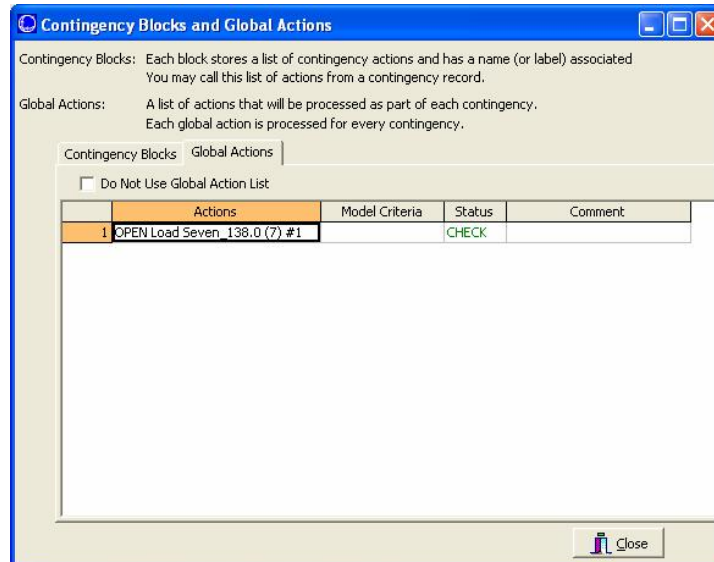 Contingency Blocks and Global Actions
Contingency Blocks: Each block stores a list of contingency actions and has a name (or label) associated
You may call this list of actions from a contingency record.
Global Actions: A list of actions that will be processed as part of each contingency.
Each global action is processed for every contingency.
Contingency Blocks Global Actions
Do Not Use Global Action List
Actions Model Criteria Status Comment
1 OPEN Load Seven_138.0 (7) #1 CHECK
Close